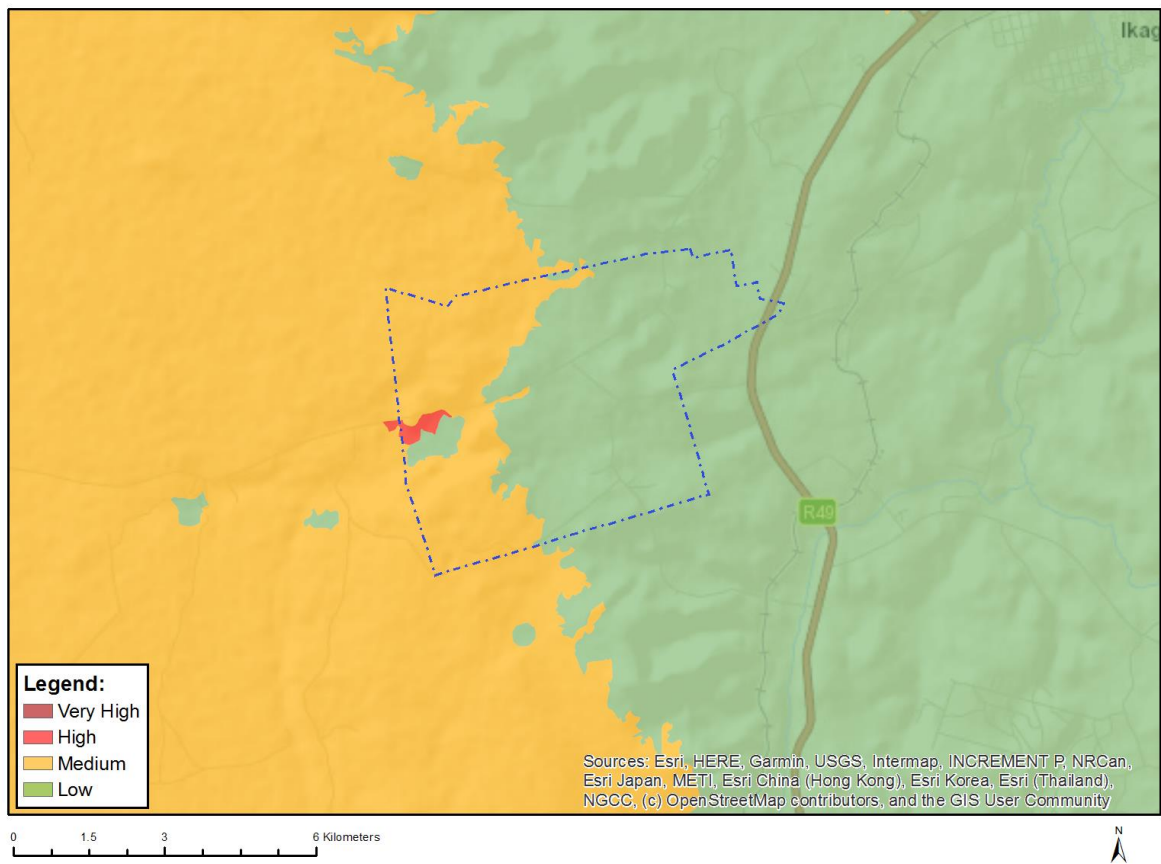 Ikag
R49
Legend:
Very High
High
Medium
Low
Sources: Esri, HERE, Garmin, USGS, Intermap, INCREMENT P, NRCan,
Esri Japan, METI, Esri China (Hong Kong), Esri Korea, Esri (Thailand),
NGCC, (c) OpenStreetMap contributors, and the GIS User Community
0 1.5 3 6 Kilometers
N